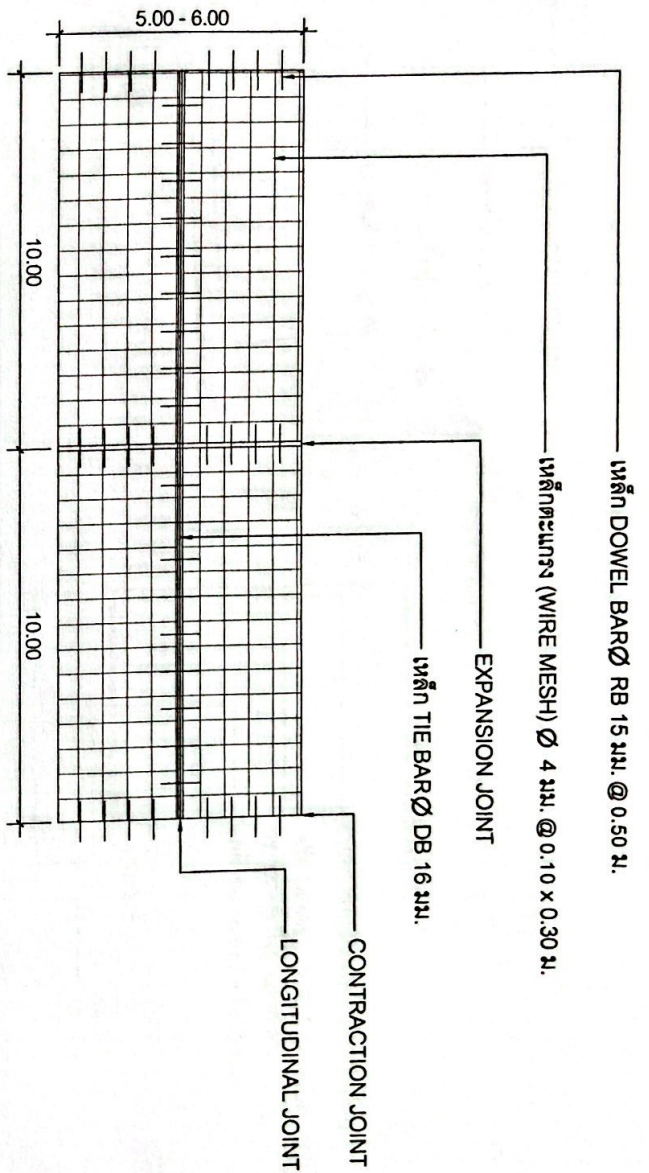 เหล็ก DOWEL BARØ RB 15 มม. @ 0.50 ม.
เหล็กตะแกรง (WIRE MESH) Ø 4 มม. @ 0.10 x 0.30 ม.
EXPANSION JOINT
เหล็ก TIE BARØ DB 16 มม.
CONTRACTION JOINT
LONGITUDINAL JOINT
5.00 - 6.00
10.00
10.00